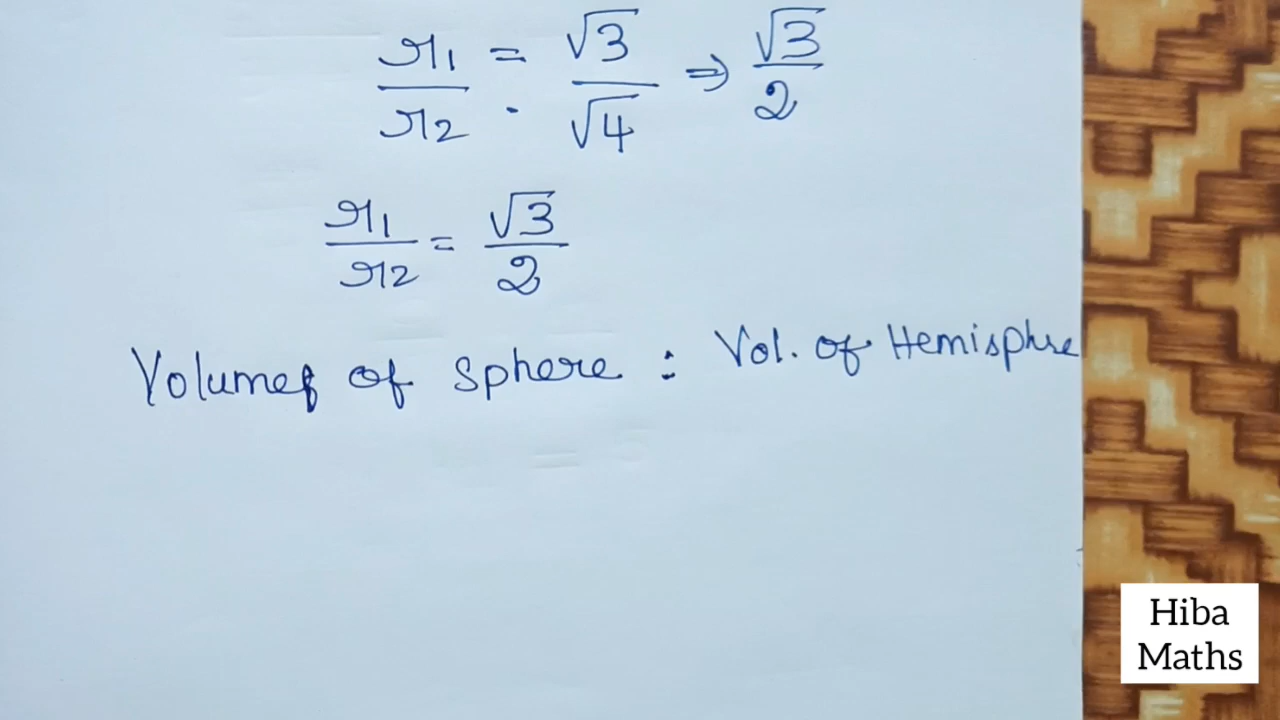 r1/r2 = √3/√4 ⇒ √3/2
r1/r2 = √3/2
Volume of Sphere : Vol. of Hemisphre
Hiba
Maths